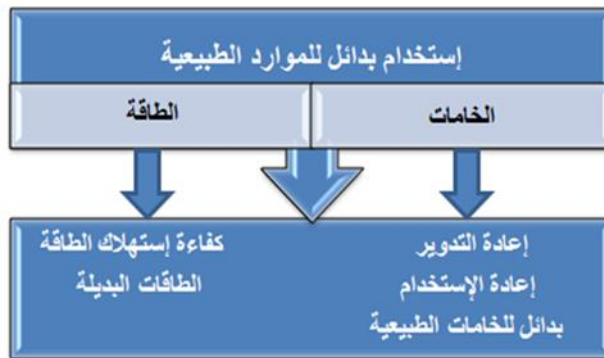 إستخدام بدائل للموارد الطبيعية
الخامات
الطاقة
إعادة التدوير
إعادة الإستخدام
بدائل للخامات الطبيعية
كفاءة إستهلاك الطاقة
الطاقات البديلة